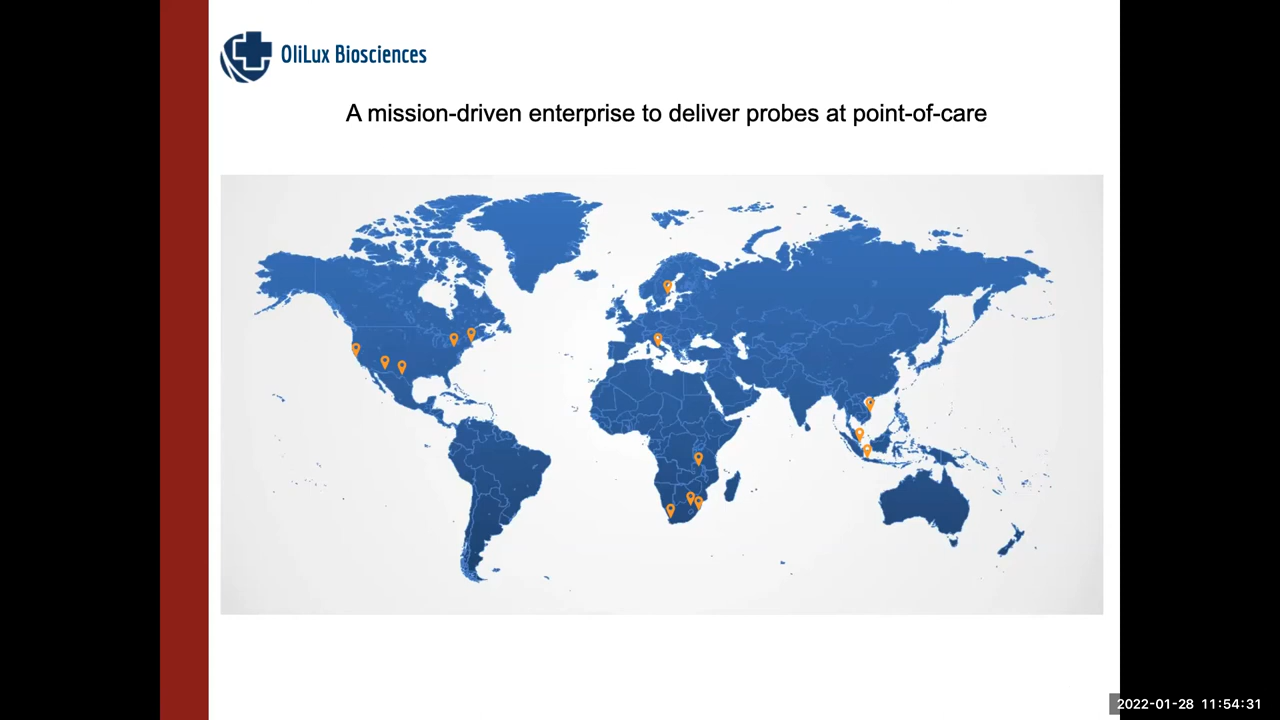 OliLux Biosciences
A mission-driven enterprise to deliver probes at point-of-care
2022-01-28 11:54:31